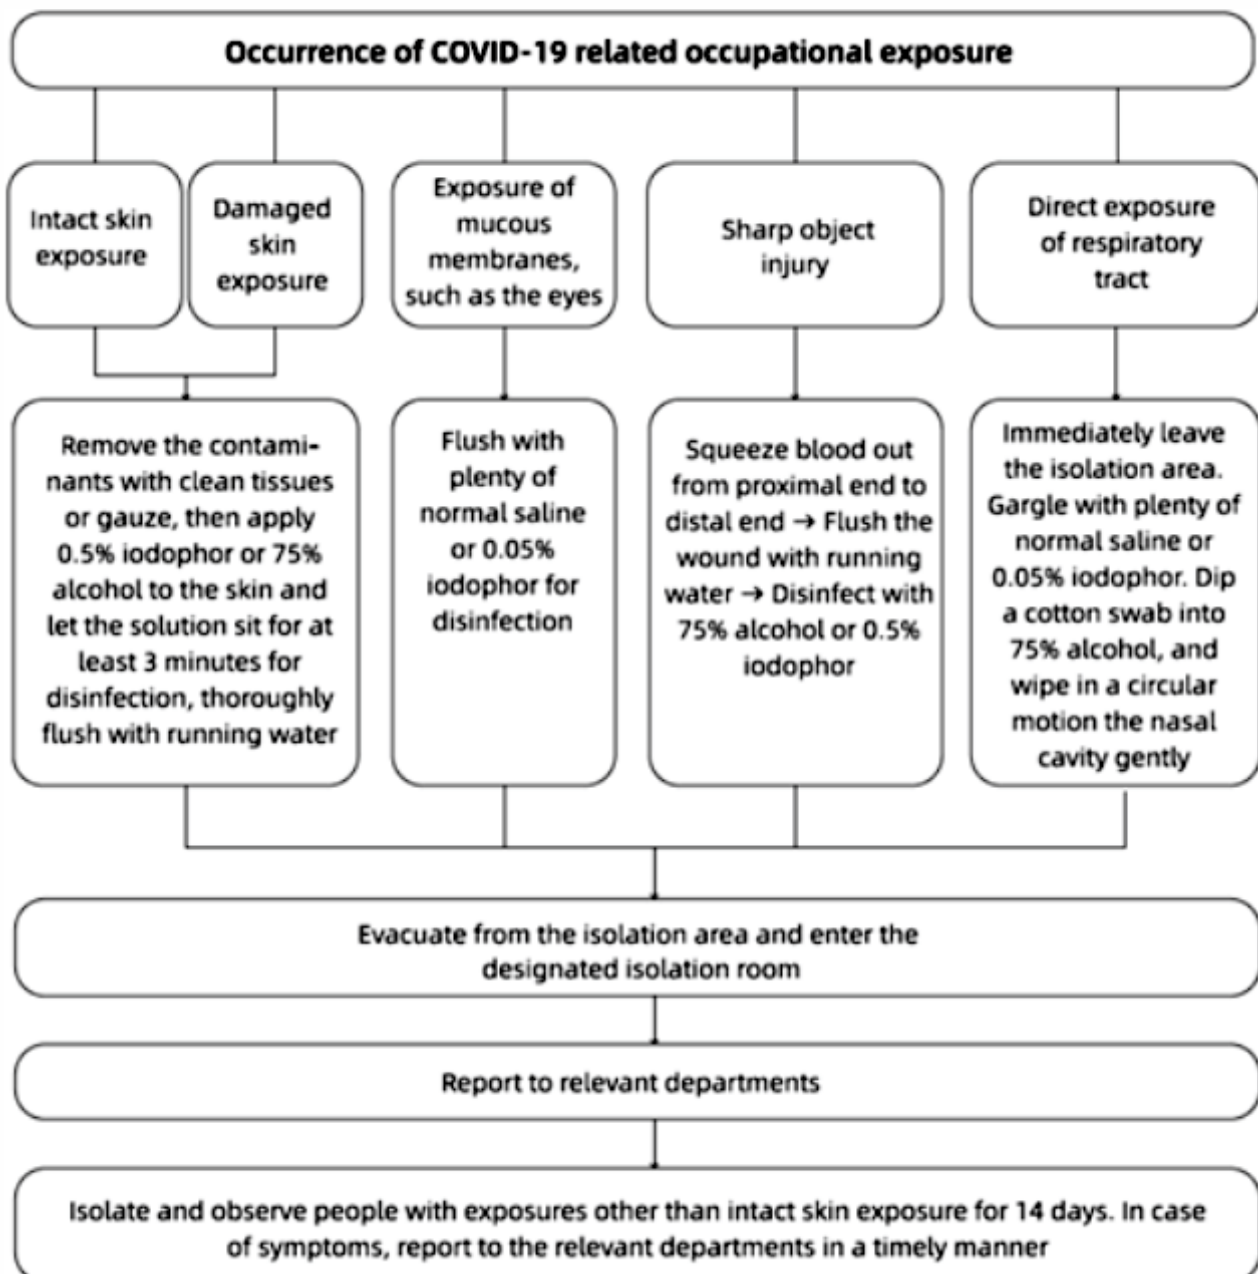 Occurrence of COVID-19 related occupational exposure
Intact skin
exposure
Damaged
skin
exposure
Exposure of
mucous
membranes,
such as the eyes
Sharp object
injury
Direct exposure
of respiratory
tract
Remove the contami-
nants with clean tissues
or gauze, then apply
0.5% iodophor or 75%
alcohol to the skin and
let the solution sit for at
least 3 minutes for
disinfection, thoroughly
flush with running water
Flush with
plenty of
normal saline
or 0.05%
iodophor for
disinfection
Squeeze blood out
from proximal end to
distal end → Flush the
wound with running
water → Disinfect with
75% alcohol or 0.5%
iodophor
Immediately leave
the isolation area.
Gargle with plenty of
normal saline or
0.05% iodophor. Dip
a cotton swab into
75% alcohol, and
wipe in a circular
motion the nasal
cavity gently
Evacuate from the isolation area and enter the
designated isolation room
Report to relevant departments
Isolate and observe people with exposures other than intact skin exposure for 14 days. In case
of symptoms, report to the relevant departments in a timely manner